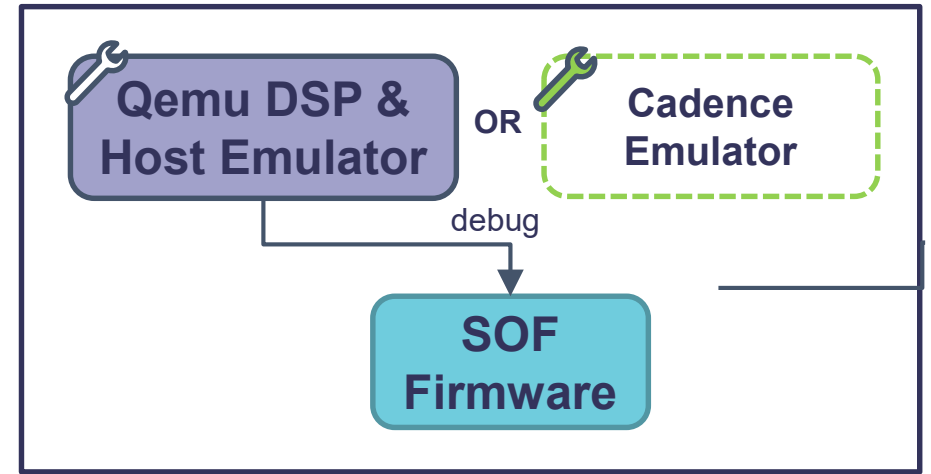 Qemu DSP &
Host Emulator
OR
Cadence
Emulator
debug
SOF
Firmware